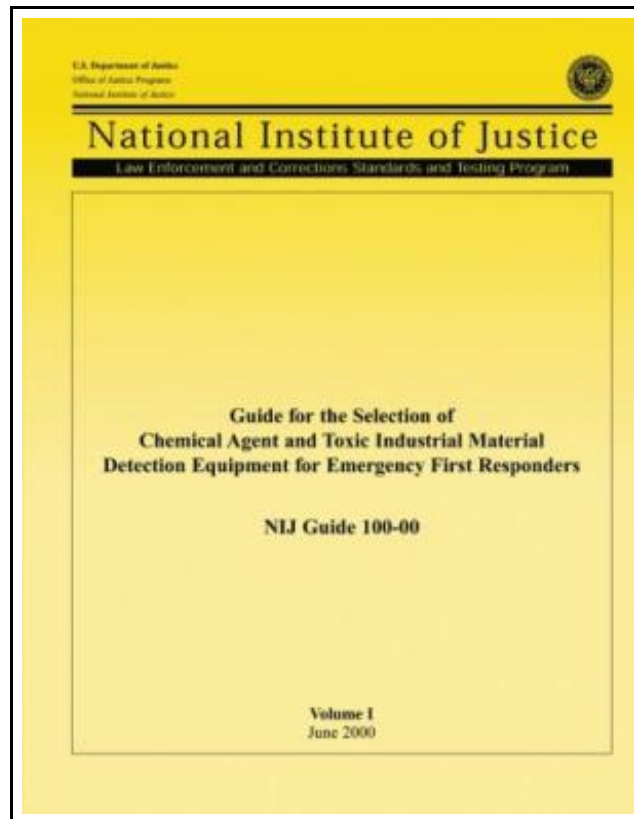 U.S. Department of Justice
Office of Justice Programs
National Institute of Justice
National Institute of Justice
Law Enforcement and Corrections Standards and Testing Program
Guide for the Selection of
Chemical Agent and Toxic Industrial Material
Detection Equipment for Emergency First Responders
NIJ Guide 100-00
Volume I
June 2000